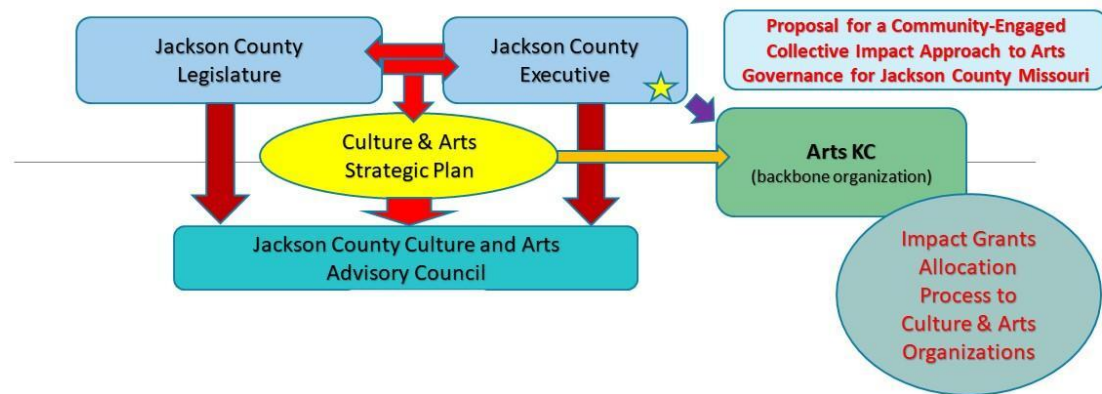 Jackson County
Legislature
Jackson County
Executive
Proposal for a Community-Engaged
Collective Impact Approach to Arts
Governance for Jackson County Missouri
Culture & Arts
Strategic Plan
Arts KC
(backbone organization)
Jackson County Culture and Arts
Advisory Council
Impact Grants
Allocation
Process to
Culture & Arts
Organizations